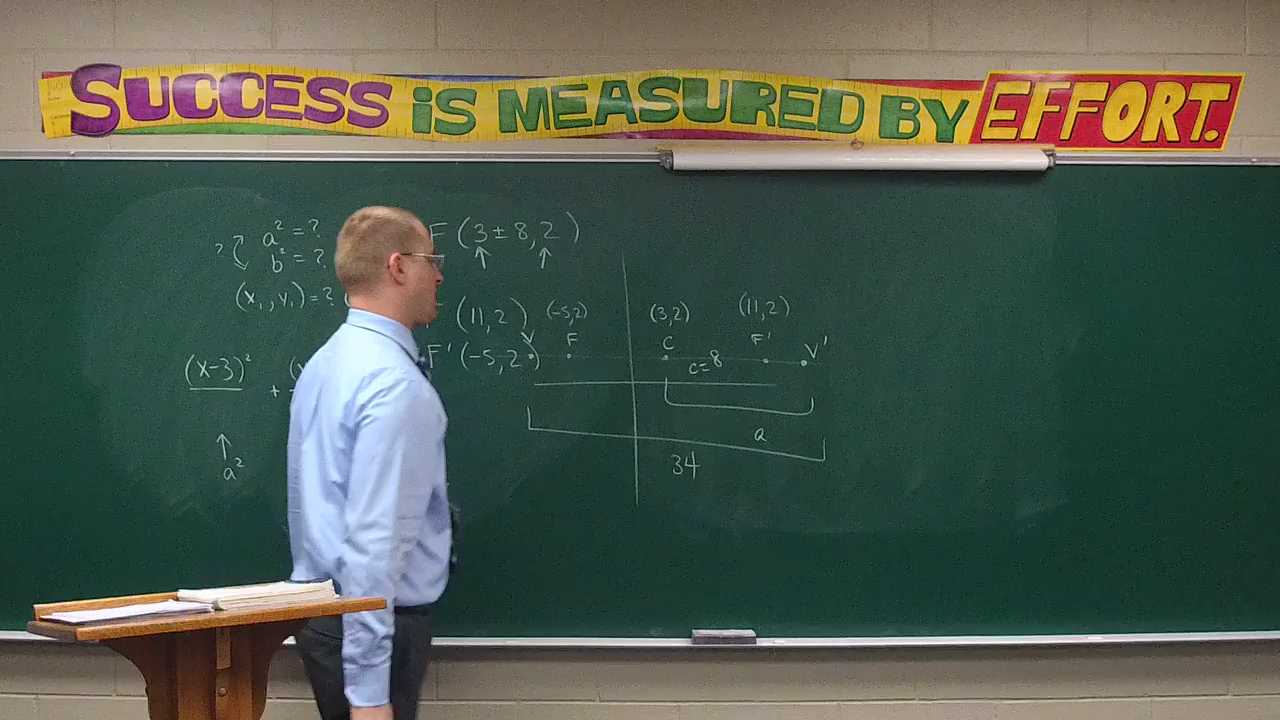 SUCCESS iS MEASURED BY EFFORT.
a² = ?
? b² = ?
(x₁, y₁) = ?
(x-3)² +
↑
a²
F (3 ± 8, 2)
↑ ↑
(11, 2)
F' (-5, 2)
(-5,2) (3,2) (11,2)
V F C F' V'
c=8
a
34